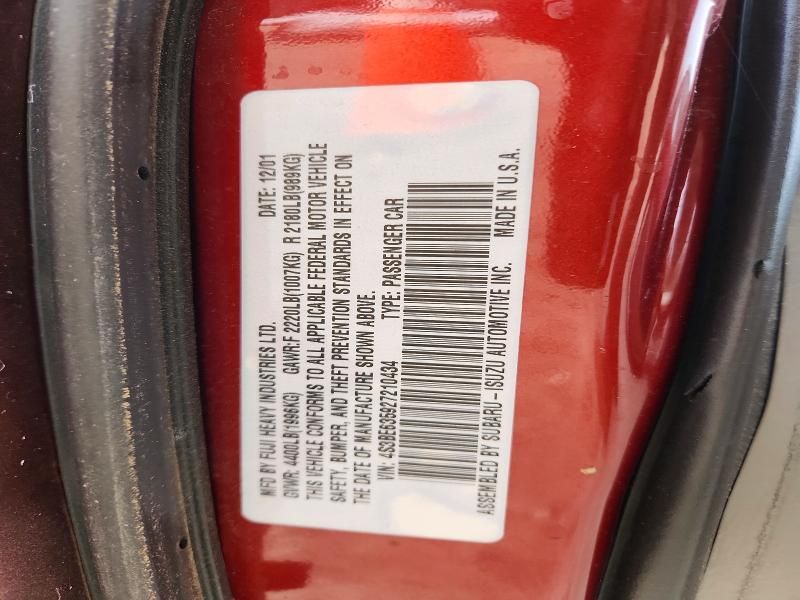 MFD BY FUJI HEAVY INDUSTRIES LTD. DATE: 12/01
GVWR: 4400LB(1996KG) GAWR:F 2220LB(1007KG) R 2180LB(989KG)
THIS VEHICLE CONFORMS TO ALL APPLICABLE FEDERAL MOTOR VEHICLE
SAFETY, BUMPER, AND THEFT PREVENTION STANDARDS IN EFFECT ON
THE DATE OF MANUFACTURE SHOWN ABOVE.
VIN: 4S3BE636927210434 TYPE: PASSENGER CAR
ASSEMBLED BY SUBARU-ISUZU AUTOMOTIVE INC. MADE IN U.S.A.